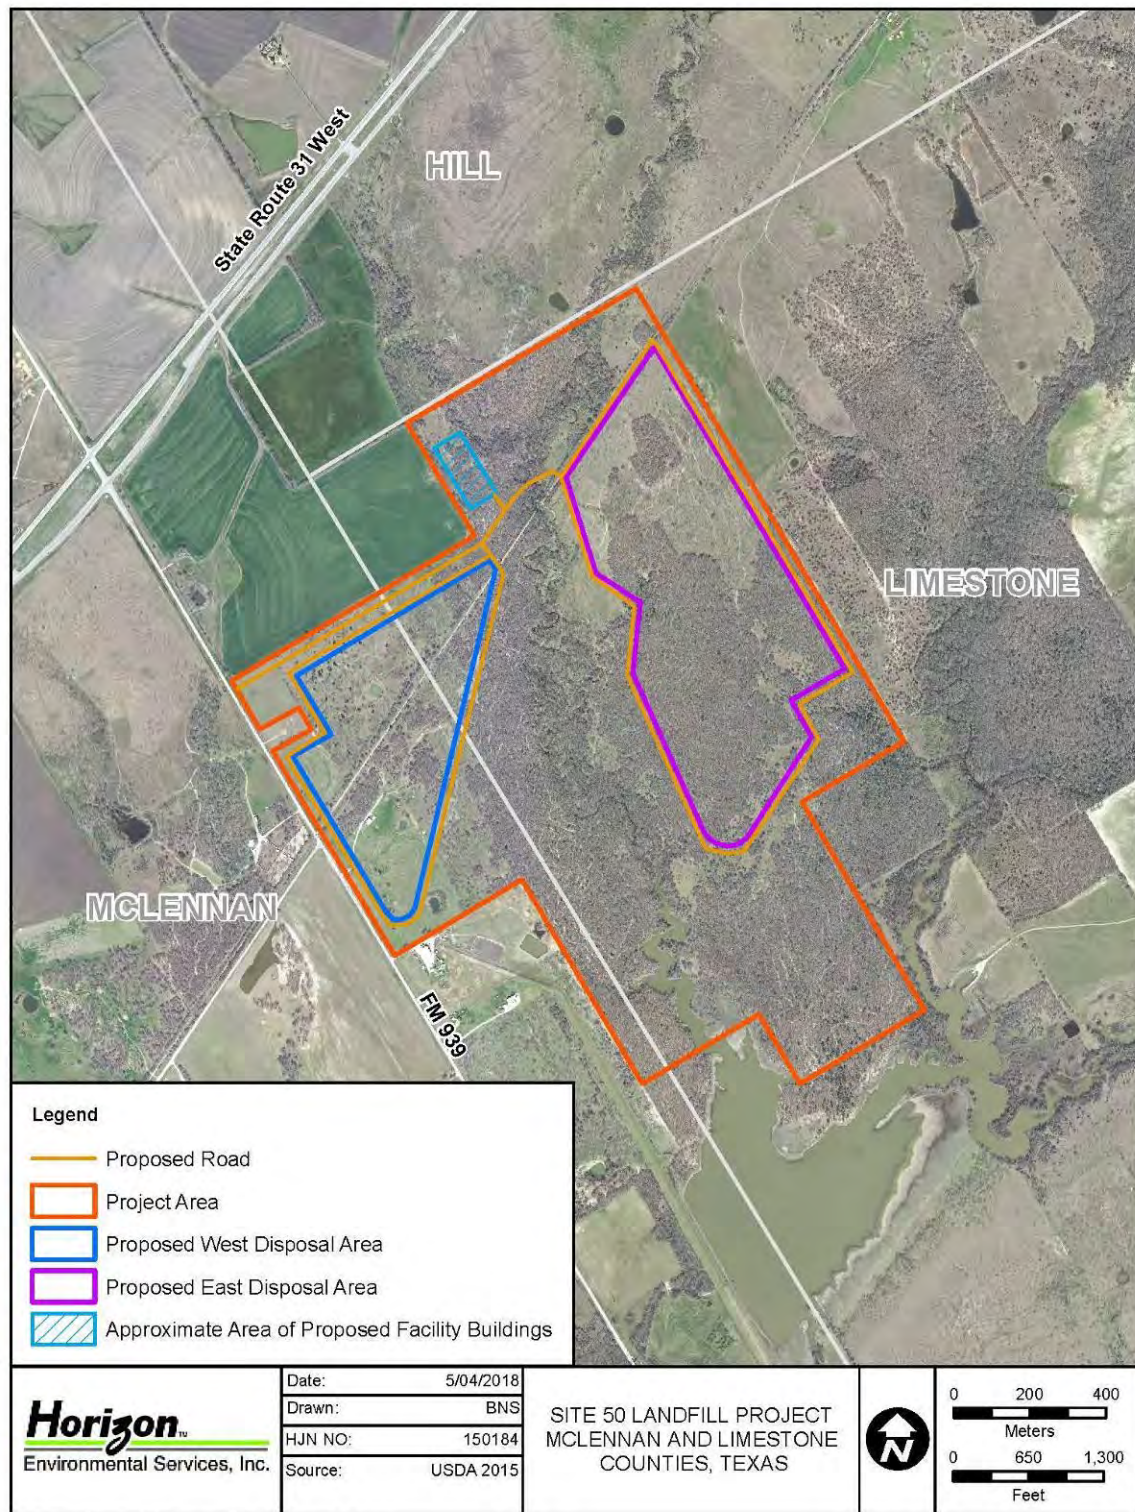 State Route 31 West
HILL
LIMESTONE
MCLENNAN
FM 939
Legend
Proposed Road
Project Area
Proposed West Disposal Area
Proposed East Disposal Area
Approximate Area of Proposed Facility Buildings
Horizon TM
Environmental Services, Inc.
Date: 5/04/2018
Drawn: BNS
HJN NO: 150184
Source: USDA 2015
SITE 50 LANDFILL PROJECT
MCLENNAN AND LIMESTONE
COUNTIES, TEXAS
N
0 200 400
Meters
0 650 1,300
Feet